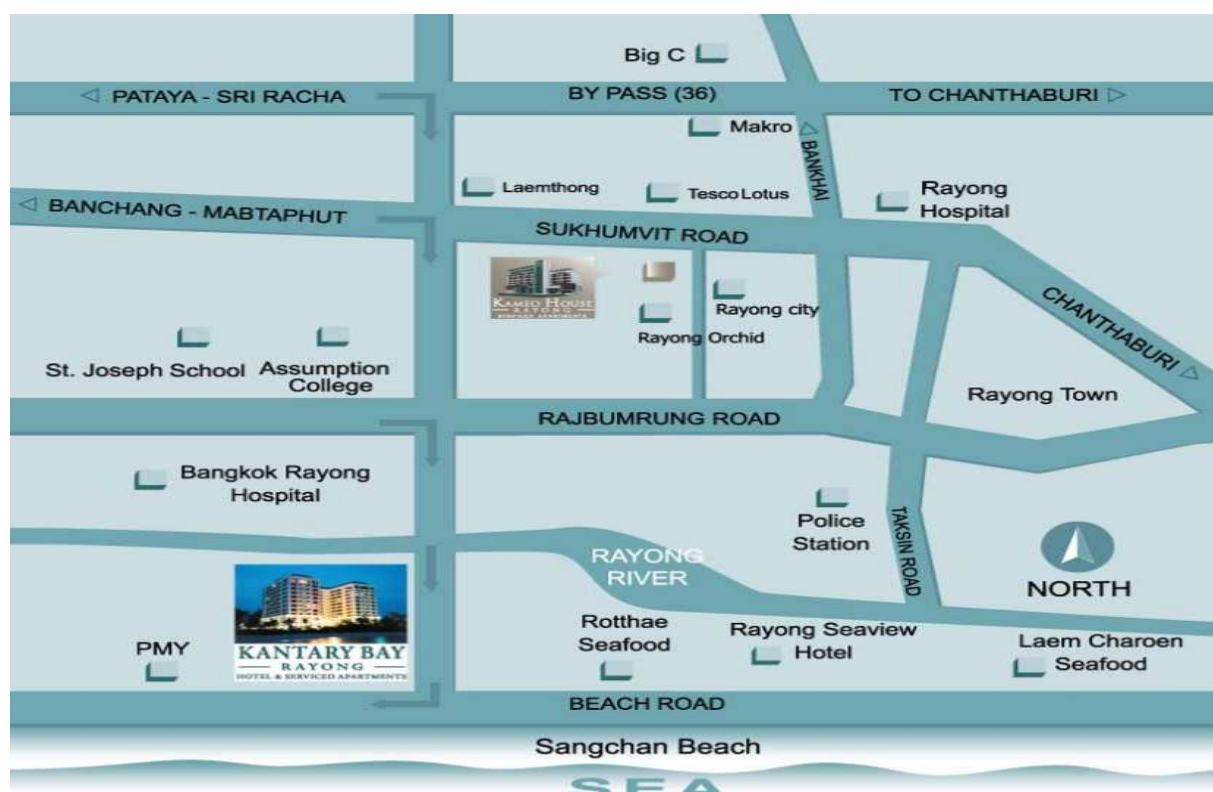 Big C
◁ PATAYA - SRI RACHA
BY PASS (36)
TO CHANTHABURI ▷
Makro
△ BANKHAI
Laemthong
Tesco Lotus
Rayong
Hospital
◁ BANCHANG - MABTAPHUT
SUKHUMVIT ROAD
KAMEO HOUSE
RAYONG
SERVICED APARTMENTS
Rayong city
Rayong Orchid
CHANTHABURI △
St. Joseph School
Assumption
College
Rayong Town
RAJBUMRUNG ROAD
Bangkok Rayong
Hospital
Police
Station
TAKSIN ROAD
NORTH
RAYONG
RIVER
KANTARY BAY
RAYONG
HOTEL & SERVICED APARTMENTS
PMY
Rotthae
Seafood
Rayong Seaview
Hotel
Laem Charoen
Seafood
BEACH ROAD
Sangchan Beach
SEA